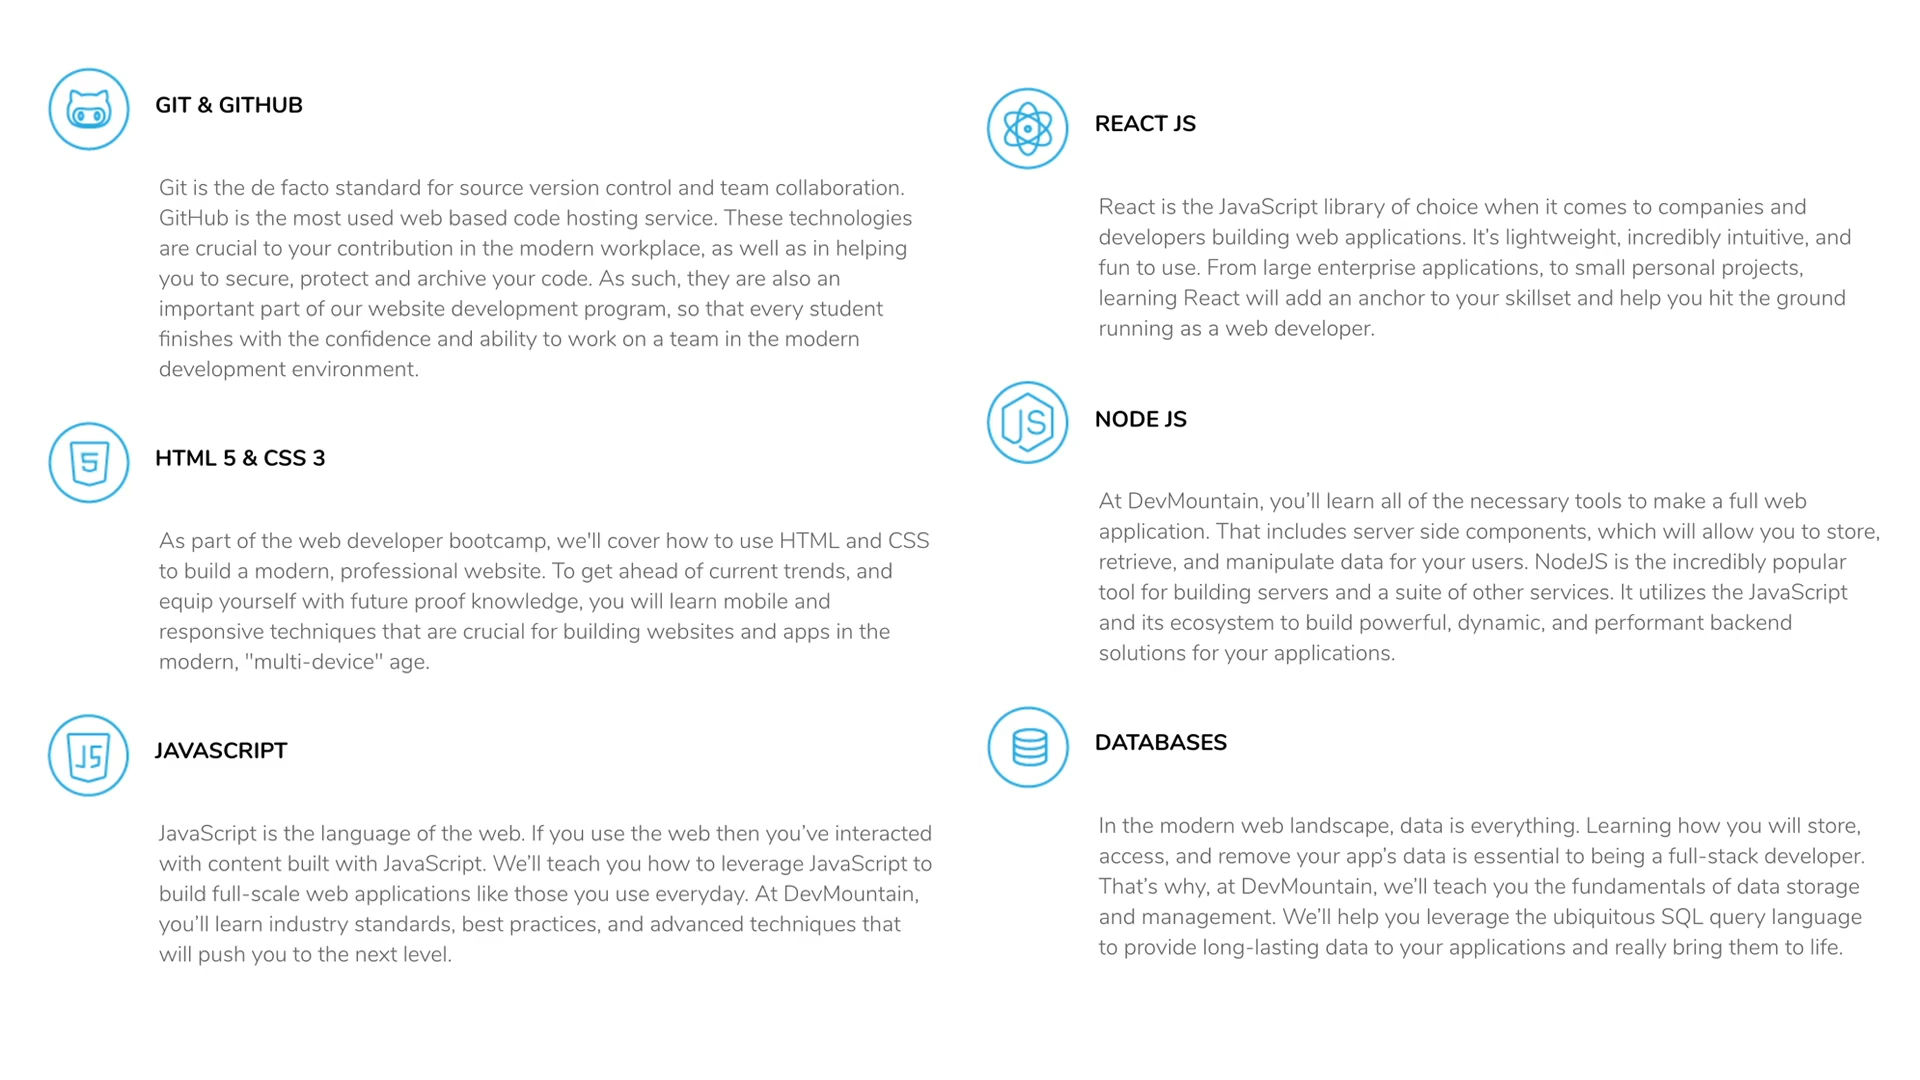 GIT & GITHUB
Git is the de facto standard for source version control and team collaboration.
GitHub is the most used web based code hosting service. These technologies
are crucial to your contribution in the modern workplace, as well as in helping
you to secure, protect and archive your code. As such, they are also an
important part of our website development program, so that every student
finishes with the confidence and ability to work on a team in the modern
development environment.
5
HTML 5 & CSS 3
As part of the web developer bootcamp, we'll cover how to use HTML and CSS
to build a modern, professional website. To get ahead of current trends, and
equip yourself with future proof knowledge, you will learn mobile and
responsive techniques that are crucial for building websites and apps in the
modern, "multi-device" age.
JS
JAVASCRIPT
JavaScript is the language of the web. If you use the web then you’ve interacted
with content built with JavaScript. We’ll teach you how to leverage JavaScript to
build full-scale web applications like those you use everyday. At DevMountain,
you’ll learn industry standards, best practices, and advanced techniques that
will push you to the next level.
REACT JS
React is the JavaScript library of choice when it comes to companies and
developers building web applications. It’s lightweight, incredibly intuitive, and
fun to use. From large enterprise applications, to small personal projects,
learning React will add an anchor to your skillset and help you hit the ground
running as a web developer.
JS
NODE JS
At DevMountain, you’ll learn all of the necessary tools to make a full web
application. That includes server side components, which will allow you to store,
retrieve, and manipulate data for your users. NodeJS is the incredibly popular
tool for building servers and a suite of other services. It utilizes the JavaScript
and its ecosystem to build powerful, dynamic, and performant backend
solutions for your applications.
DATABASES
In the modern web landscape, data is everything. Learning how you will store,
access, and remove your app’s data is essential to being a full-stack developer.
That’s why, at DevMountain, we’ll teach you the fundamentals of data storage
and management. We’ll help you leverage the ubiquitous SQL query language
to provide long-lasting data to your applications and really bring them to life.